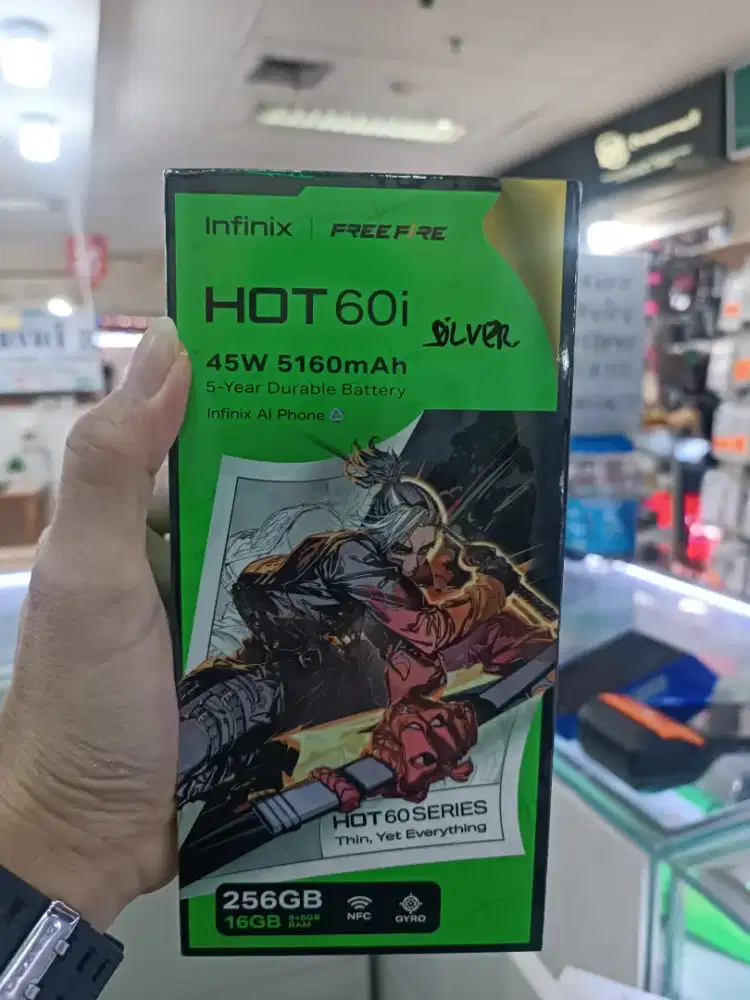 Infinix | FREE FIRE
HOT 60i SILVER
45W 5160mAh
5-Year Durable Battery
Infinix AI Phone
HOT 60 SERIES
Thin, Yet Everything
256GB
16GB 8+8GB RAM
NFC
GYRO